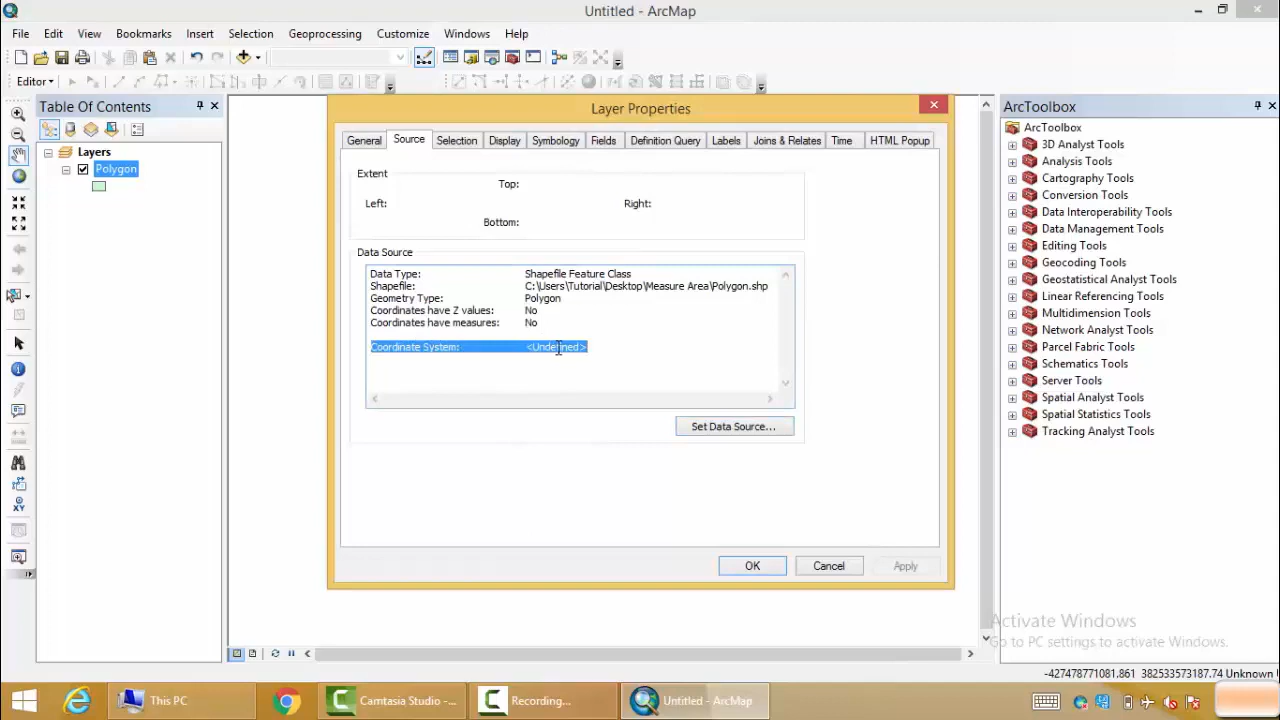 Untitled - ArcMap
File Edit View Bookmarks Insert Selection Geoprocessing Customize Windows Help
Editor
Table Of Contents
Layers
Polygon
Layer Properties
General Source Selection Display Symbology Fields Definition Query Labels Joins & Relates Time HTML Popup
Extent
Top:
Left: Right:
Bottom:
Data Source
Data Type: Shapefile Feature Class
Shapefile: C:\Users\Tutorial\Desktop\Measure Area\Polygon.shp
Geometry Type: Polygon
Coordinates have Z values: No
Coordinates have measures: No
Coordinate System: <Undefined>
Set Data Source...
OK Cancel Apply
ArcToolbox
ArcToolbox
3D Analyst Tools
Analysis Tools
Cartography Tools
Conversion Tools
Data Interoperability Tools
Data Management Tools
Editing Tools
Geocoding Tools
Geostatistical Analyst Tools
Linear Referencing Tools
Multidimension Tools
Network Analyst Tools
Parcel Fabric Tools
Schematics Tools
Server Tools
Spatial Analyst Tools
Spatial Statistics Tools
Tracking Analyst Tools
Activate Windows
Go to PC settings to activate Windows.
-427478771081.861 382533573187.74 Unknown
This PC
Camtasia Studio -...
Recording...
Untitled - ArcMap